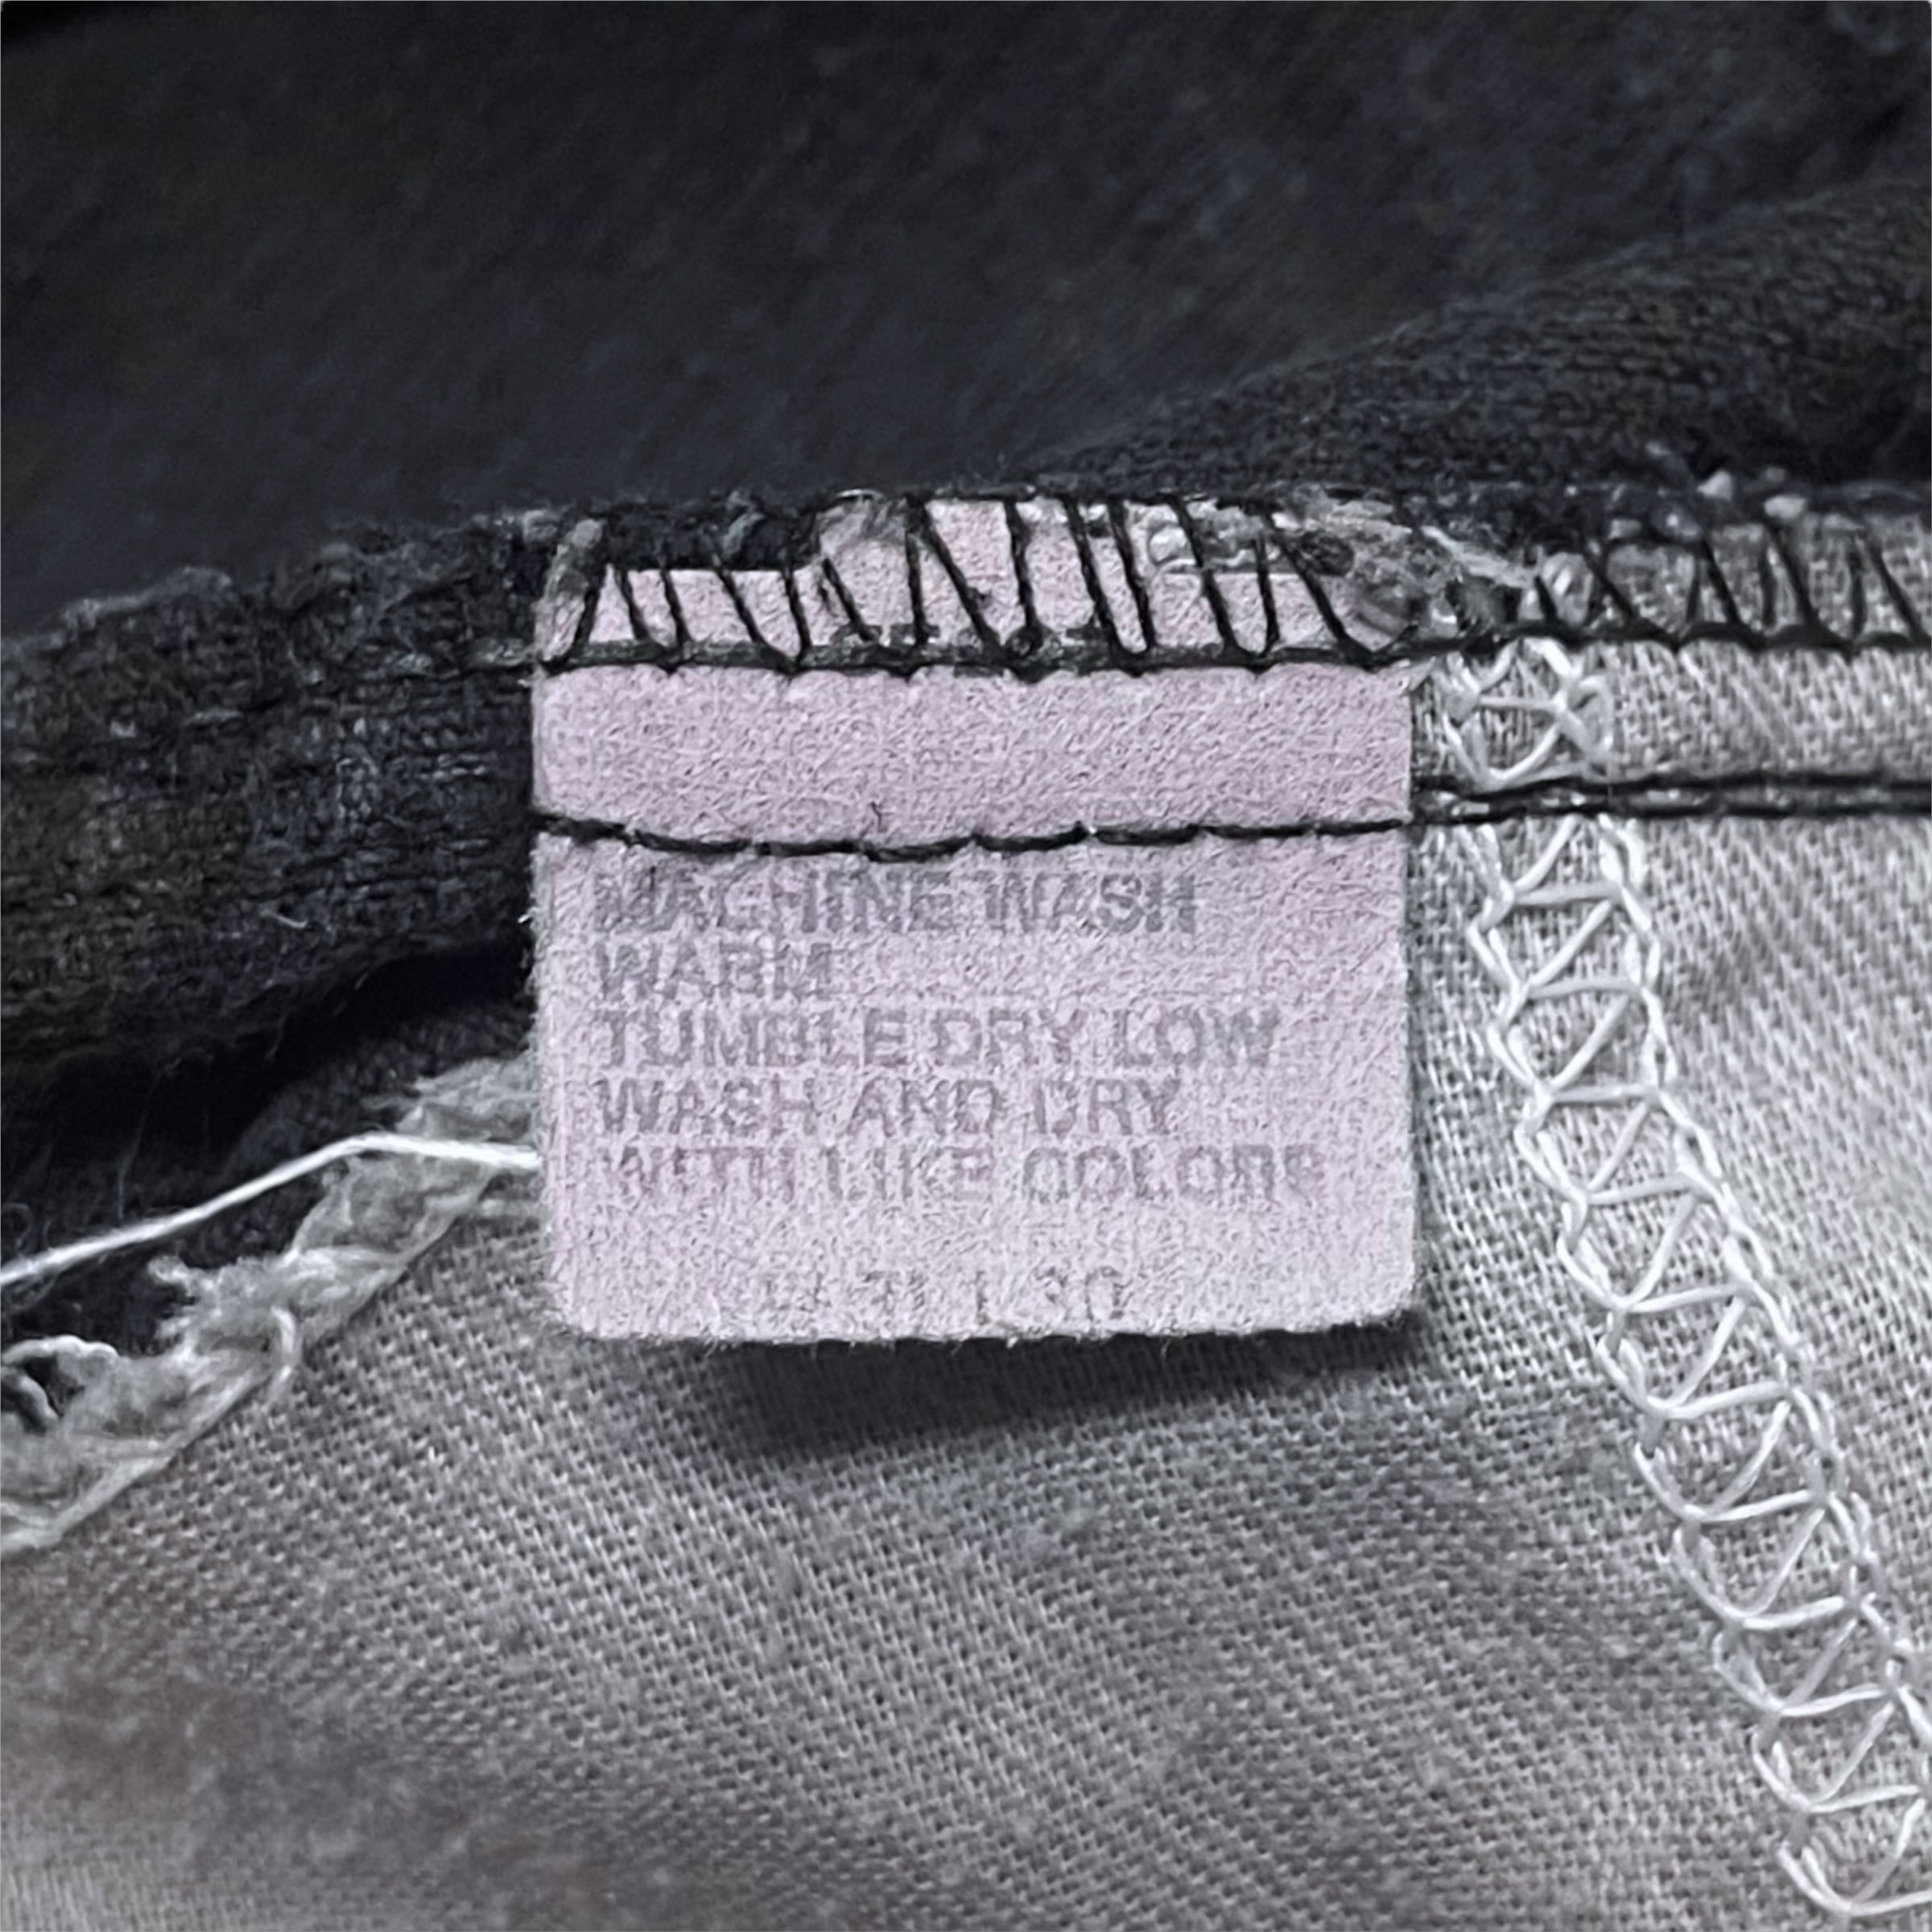 MACHINE WASH
WARM
TUMBLE DRY LOW
WASH AND DRY
WITH LIKE COLORS